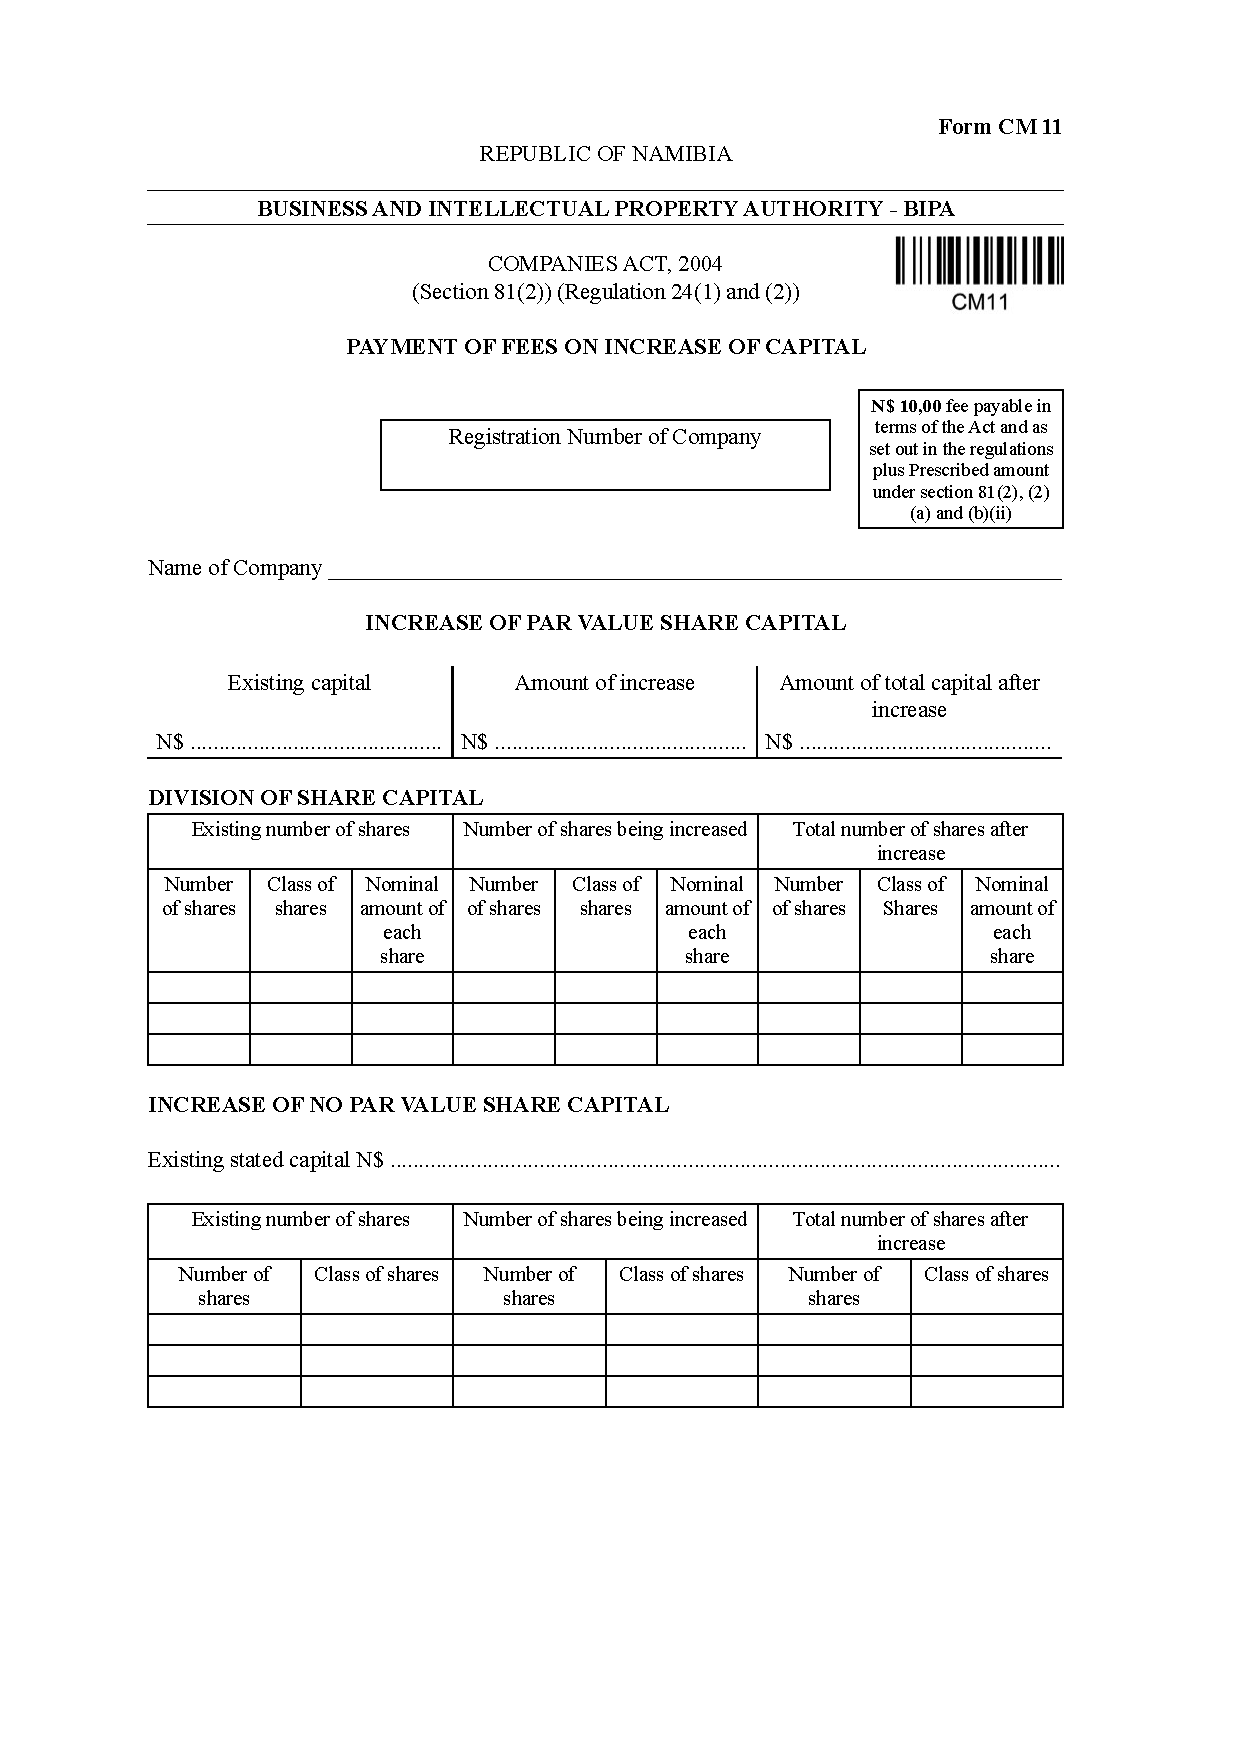 Form CM 11
REPUBLIC OF NAMIBIA
BUSINESS AND INTELLECTUAL PROPERTY AUTHORITY - BIPA
COMPANIES ACT, 2004
(Section 81(2)) (Regulation 24(1) and (2))
CM11
PAYMENT OF FEES ON INCREASE OF CAPITAL
Registration Number of Company
N$ 10,00 fee payable in
terms of the Act and as
set out in the regulations
plus Prescribed amount
under section 81(2), (2)
(a) and (b)(ii)
Name of Company ______________________________________________________________
INCREASE OF PAR VALUE SHARE CAPITAL
Existing capital
N$ ............................................
Amount of increase
N$ ............................................
Amount of total capital after
increase
N$ ............................................
DIVISION OF SHARE CAPITAL
Existing number of shares
Number of shares being increased
Total number of shares after
increase
Number
of shares
Class of
shares
Nominal
amount of
each
share
Number
of shares
Class of
shares
Nominal
amount of
each
share
Number
of shares
Class of
Shares
Nominal
amount of
each
share
INCREASE OF NO PAR VALUE SHARE CAPITAL
Existing stated capital N$ .....................................................................................................................
Existing number of shares
Number of shares being increased
Total number of shares after
increase
Number of
shares
Class of shares
Number of
shares
Class of shares
Number of
shares
Class of shares